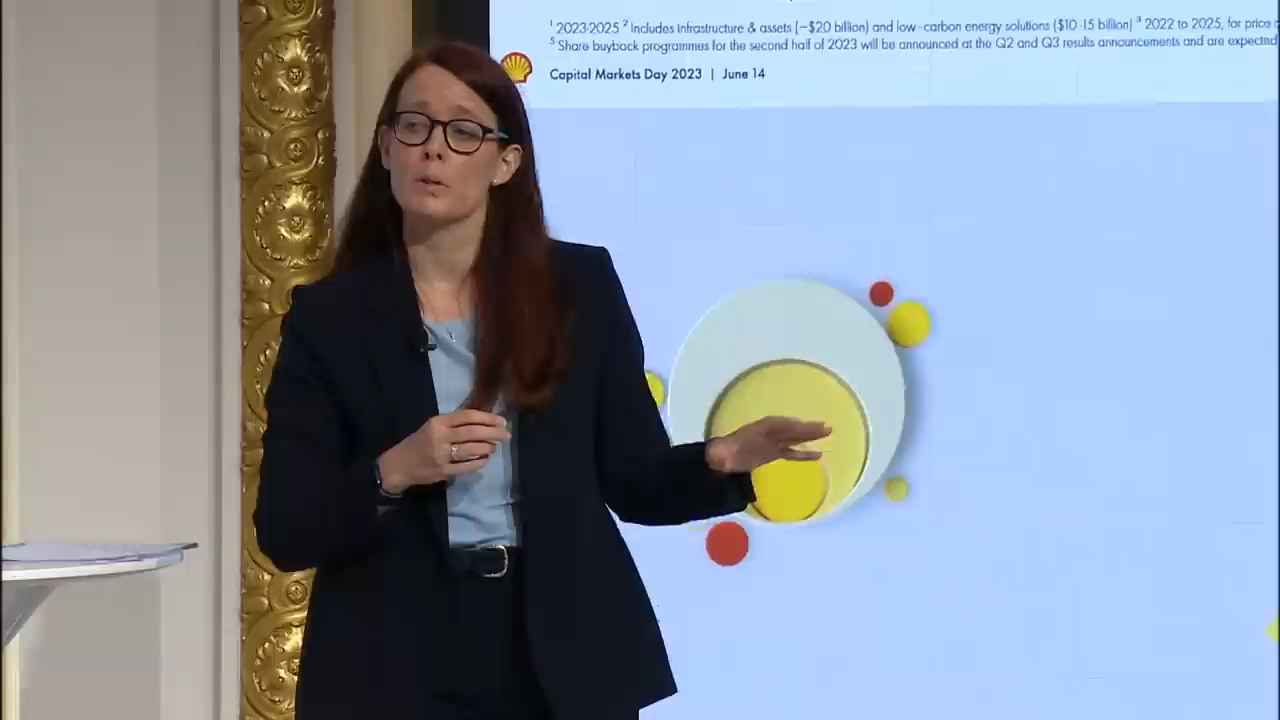 ¹ 2023-2025 ² Includes infrastructure & assets (~$20 billion) and low-carbon energy solutions ($10-15 billion) ³ 2022 to 2025, for price
⁵ Share buyback programmes for the second half of 2023 will be announced at the Q2 and Q3 results announcements and are expected
Capital Markets Day 2023 | June 14